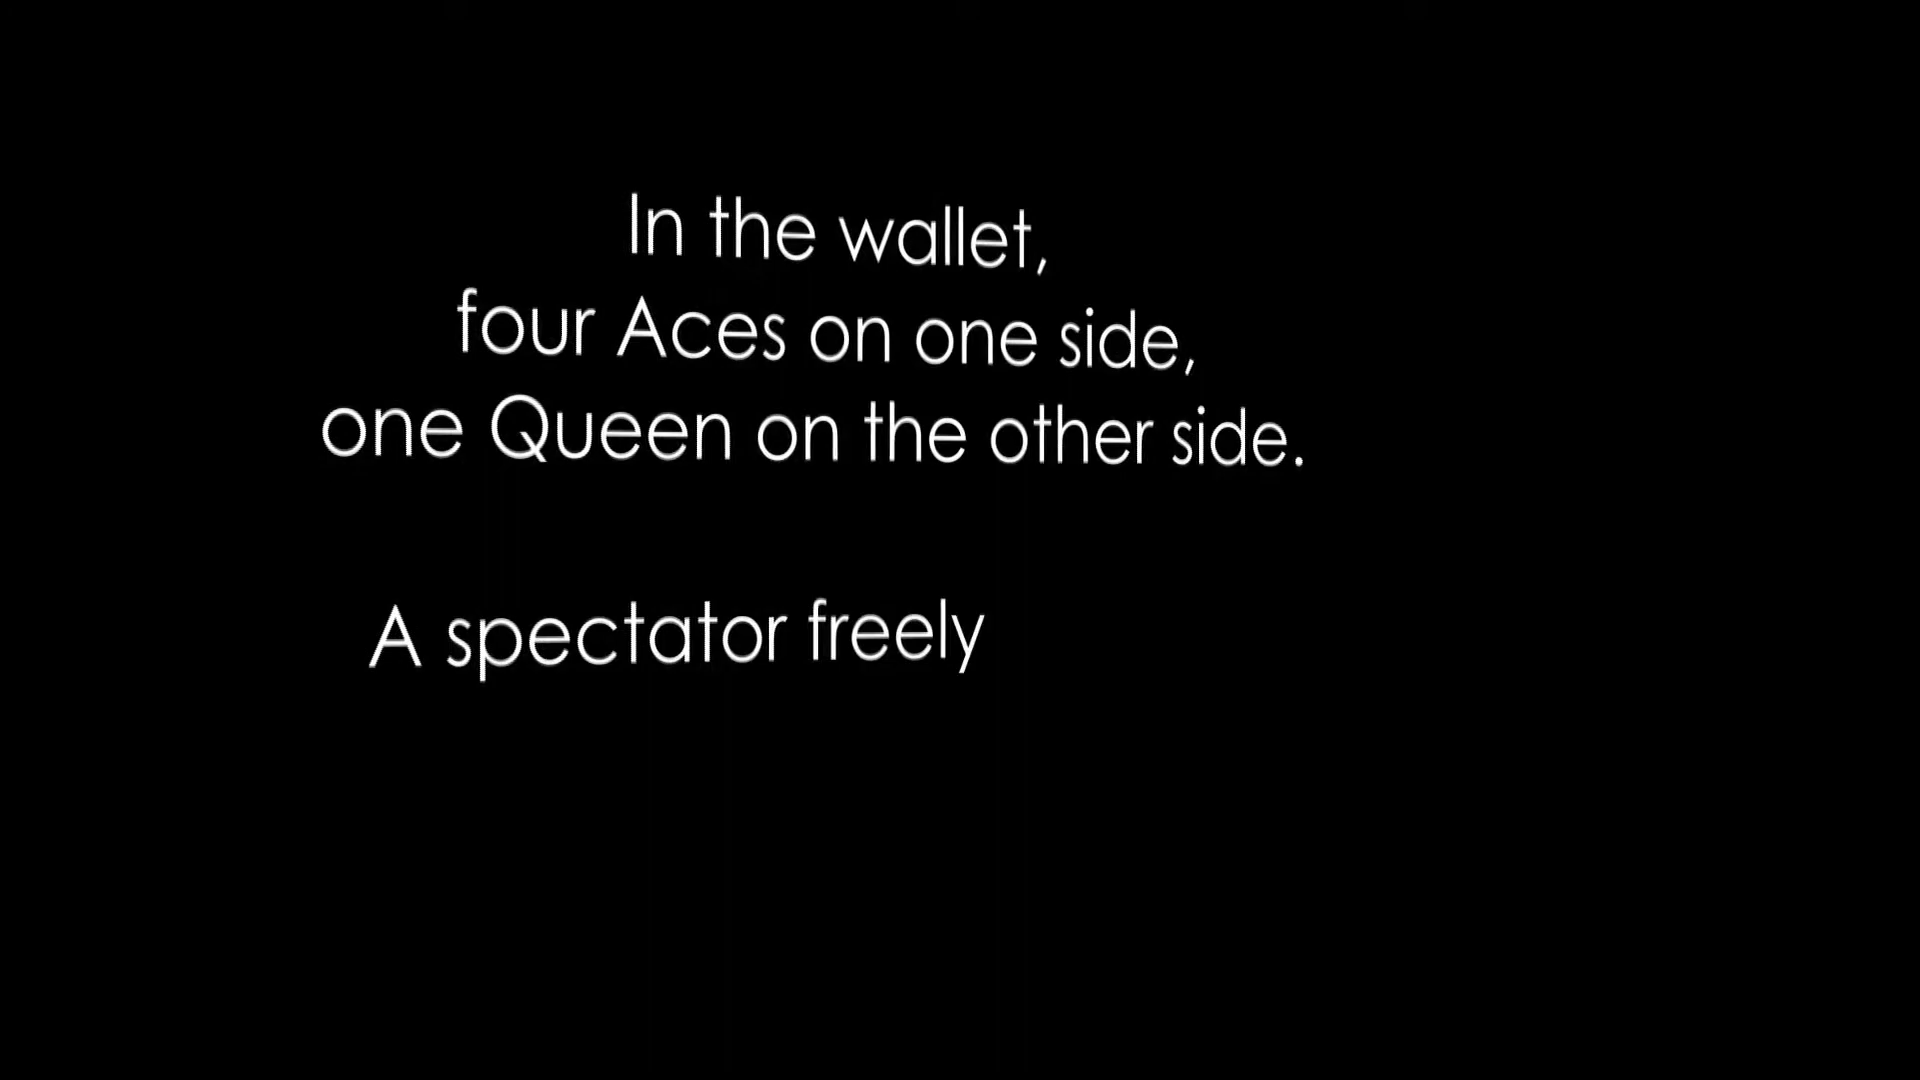 In the wallet,
four Aces on one side,
one Queen on the other side.
A spectator freely